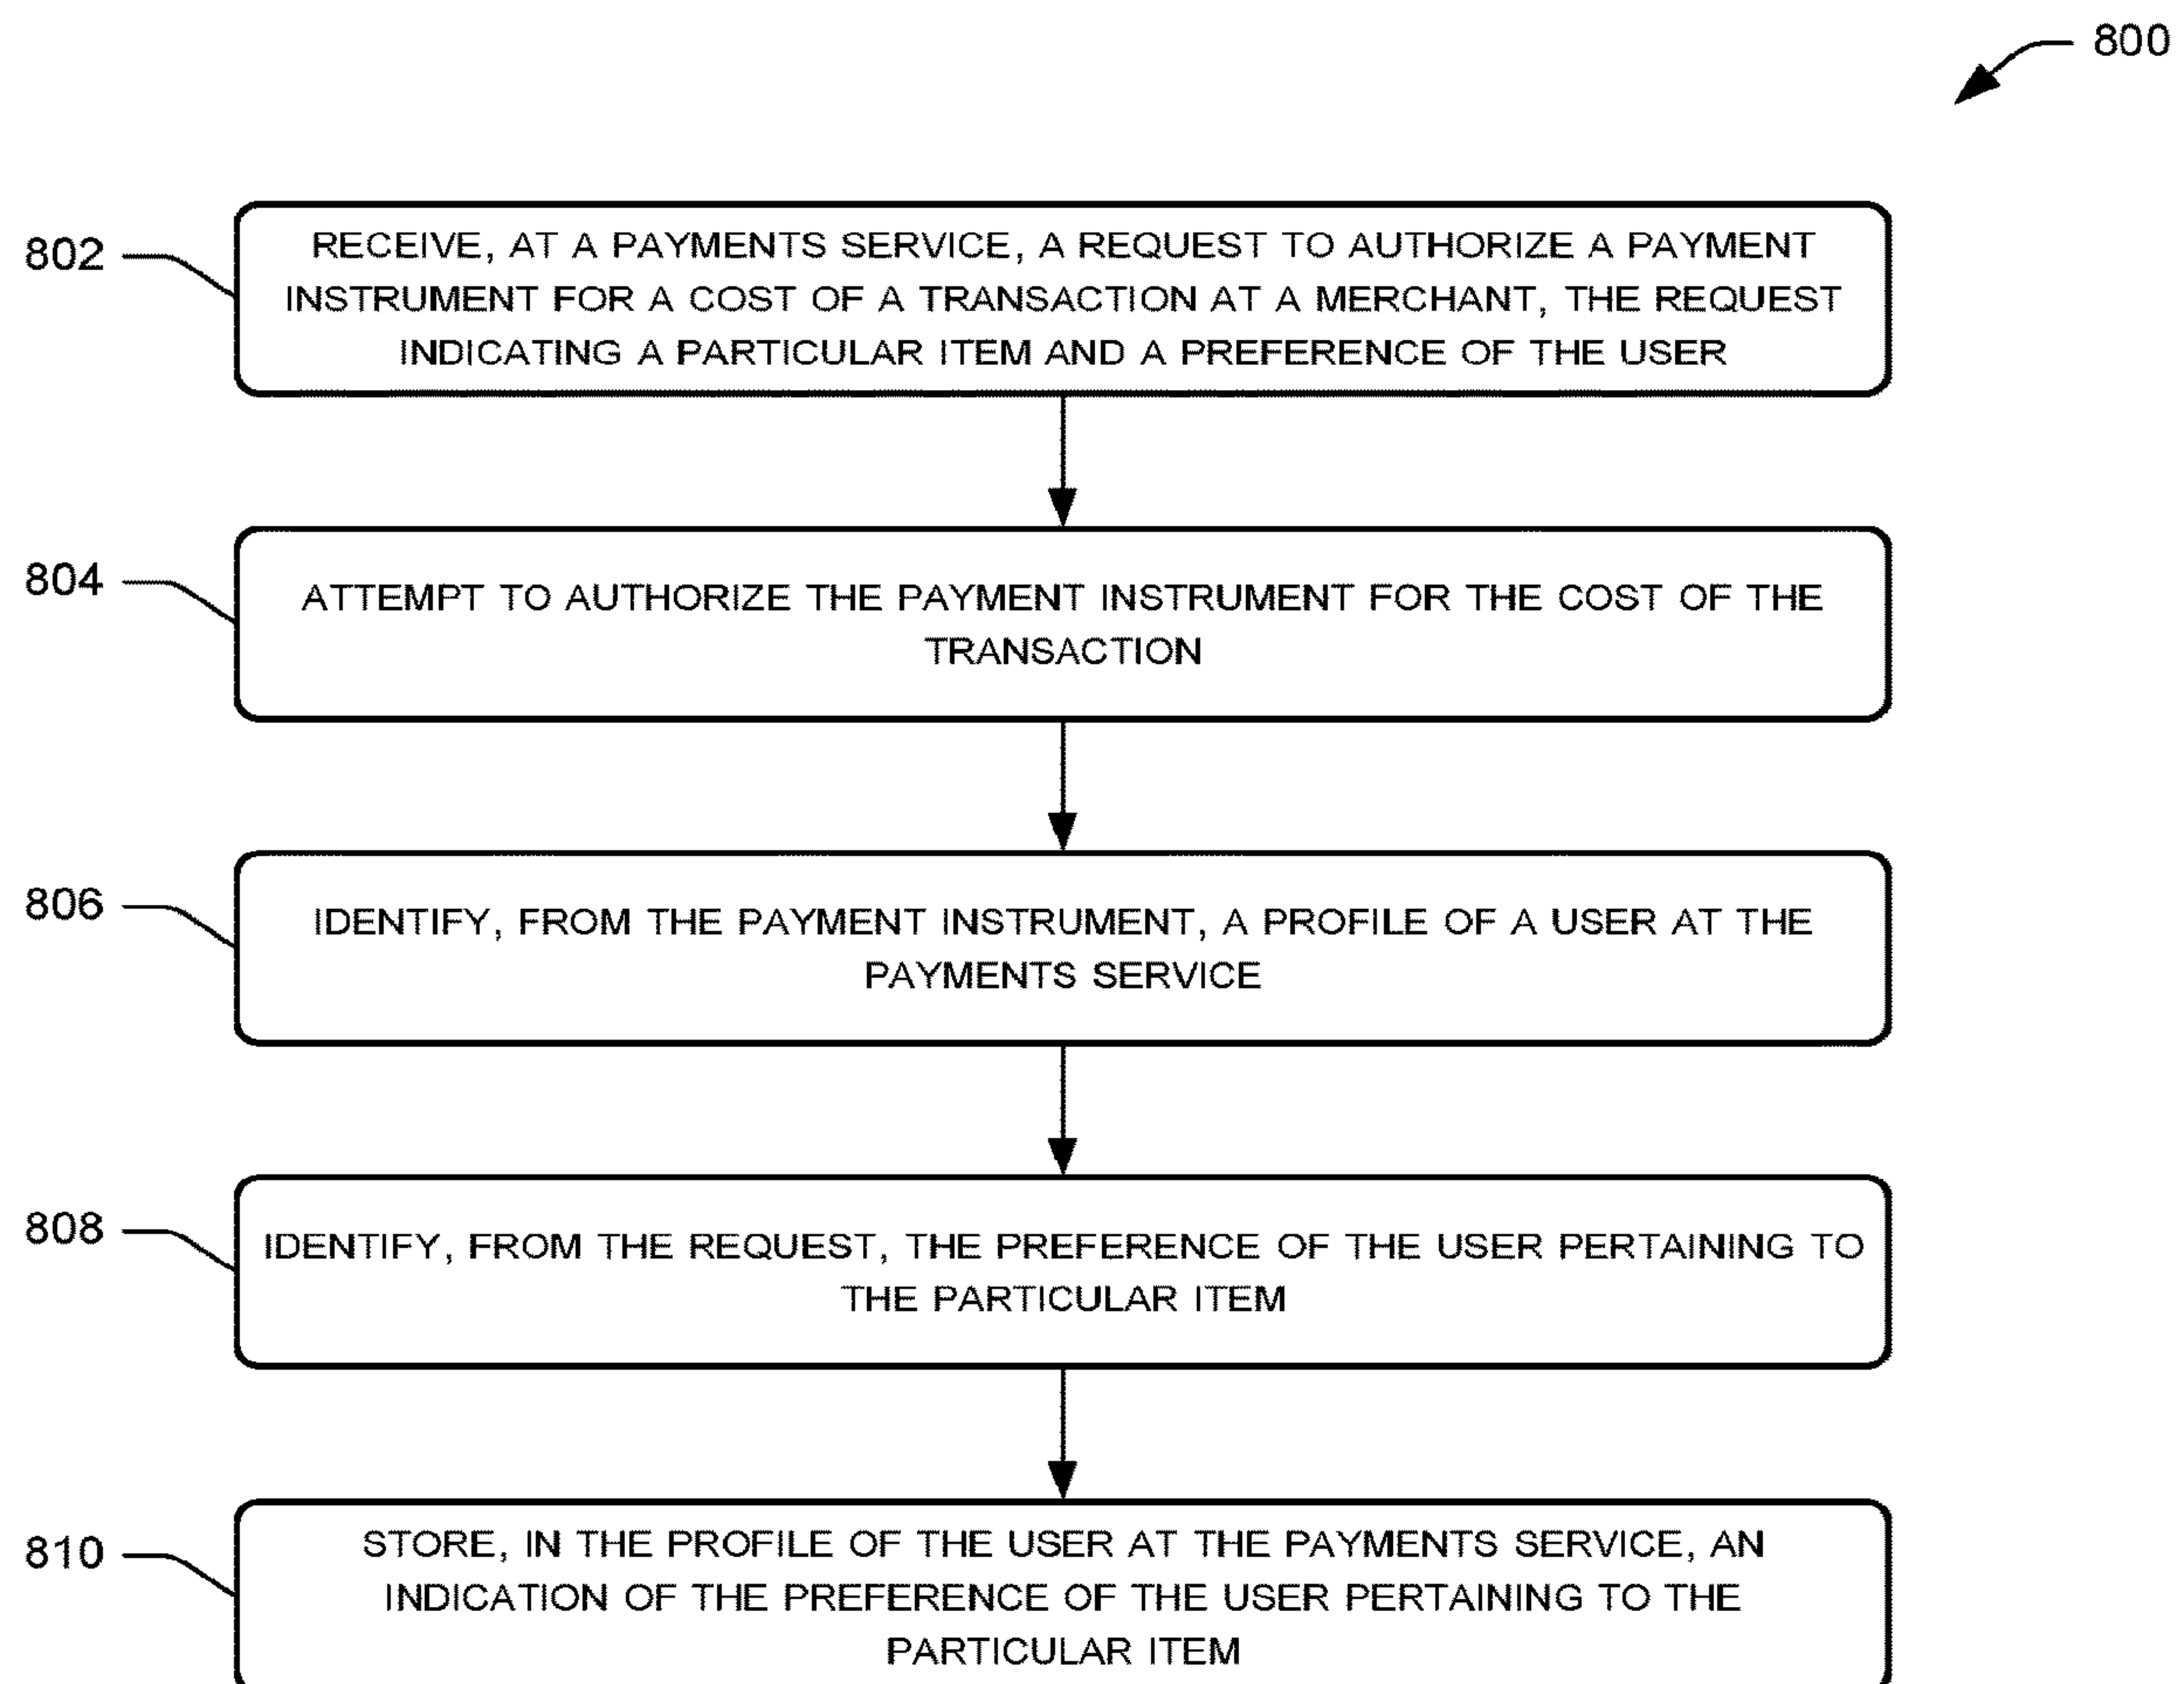 800
802
RECEIVE, AT A PAYMENTS SERVICE, A REQUEST TO AUTHORIZE A PAYMENT
INSTRUMENT FOR A COST OF A TRANSACTION AT A MERCHANT, THE REQUEST
INDICATING A PARTICULAR ITEM AND A PREFERENCE OF THE USER
804
ATTEMPT TO AUTHORIZE THE PAYMENT INSTRUMENT FOR THE COST OF THE
TRANSACTION
806
IDENTIFY, FROM THE PAYMENT INSTRUMENT, A PROFILE OF A USER AT THE
PAYMENTS SERVICE
808
IDENTIFY, FROM THE REQUEST, THE PREFERENCE OF THE USER PERTAINING TO
THE PARTICULAR ITEM
810
STORE, IN THE PROFILE OF THE USER AT THE PAYMENTS SERVICE, AN
INDICATION OF THE PREFERENCE OF THE USER PERTAINING TO THE
PARTICULAR ITEM